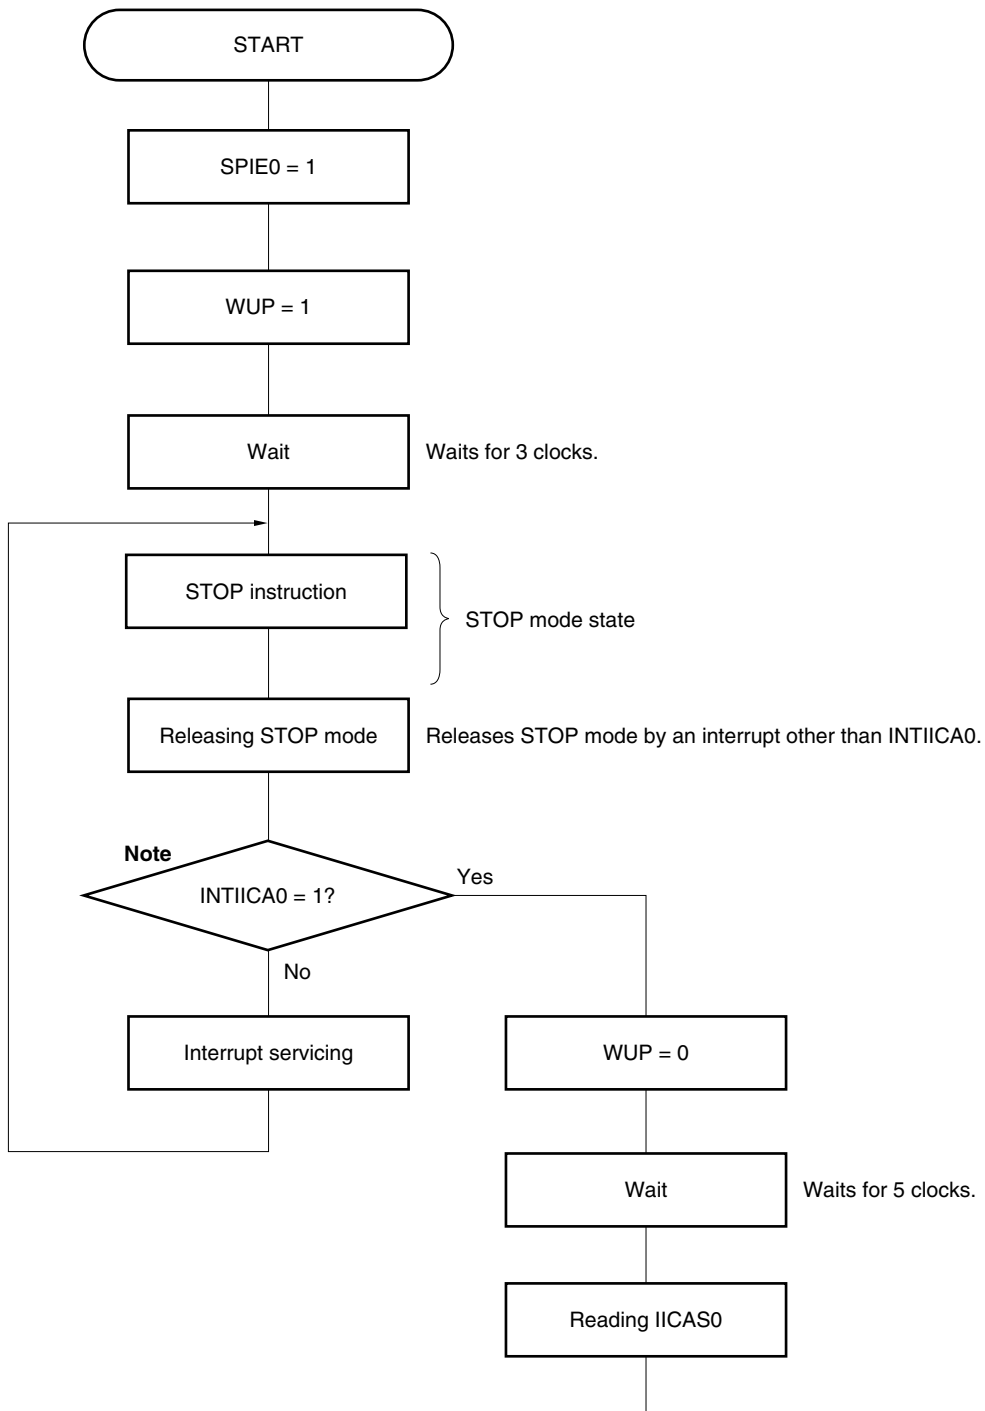 START
SPIE0 = 1
WUP = 1
Wait
Waits for 3 clocks.
STOP instruction
STOP mode state
Releasing STOP mode
Releases STOP mode by an interrupt other than INTIICA0.
Note
INTIICA0 = 1?
Yes
No
Interrupt servicing
WUP = 0
Wait
Waits for 5 clocks.
Reading IICAS0